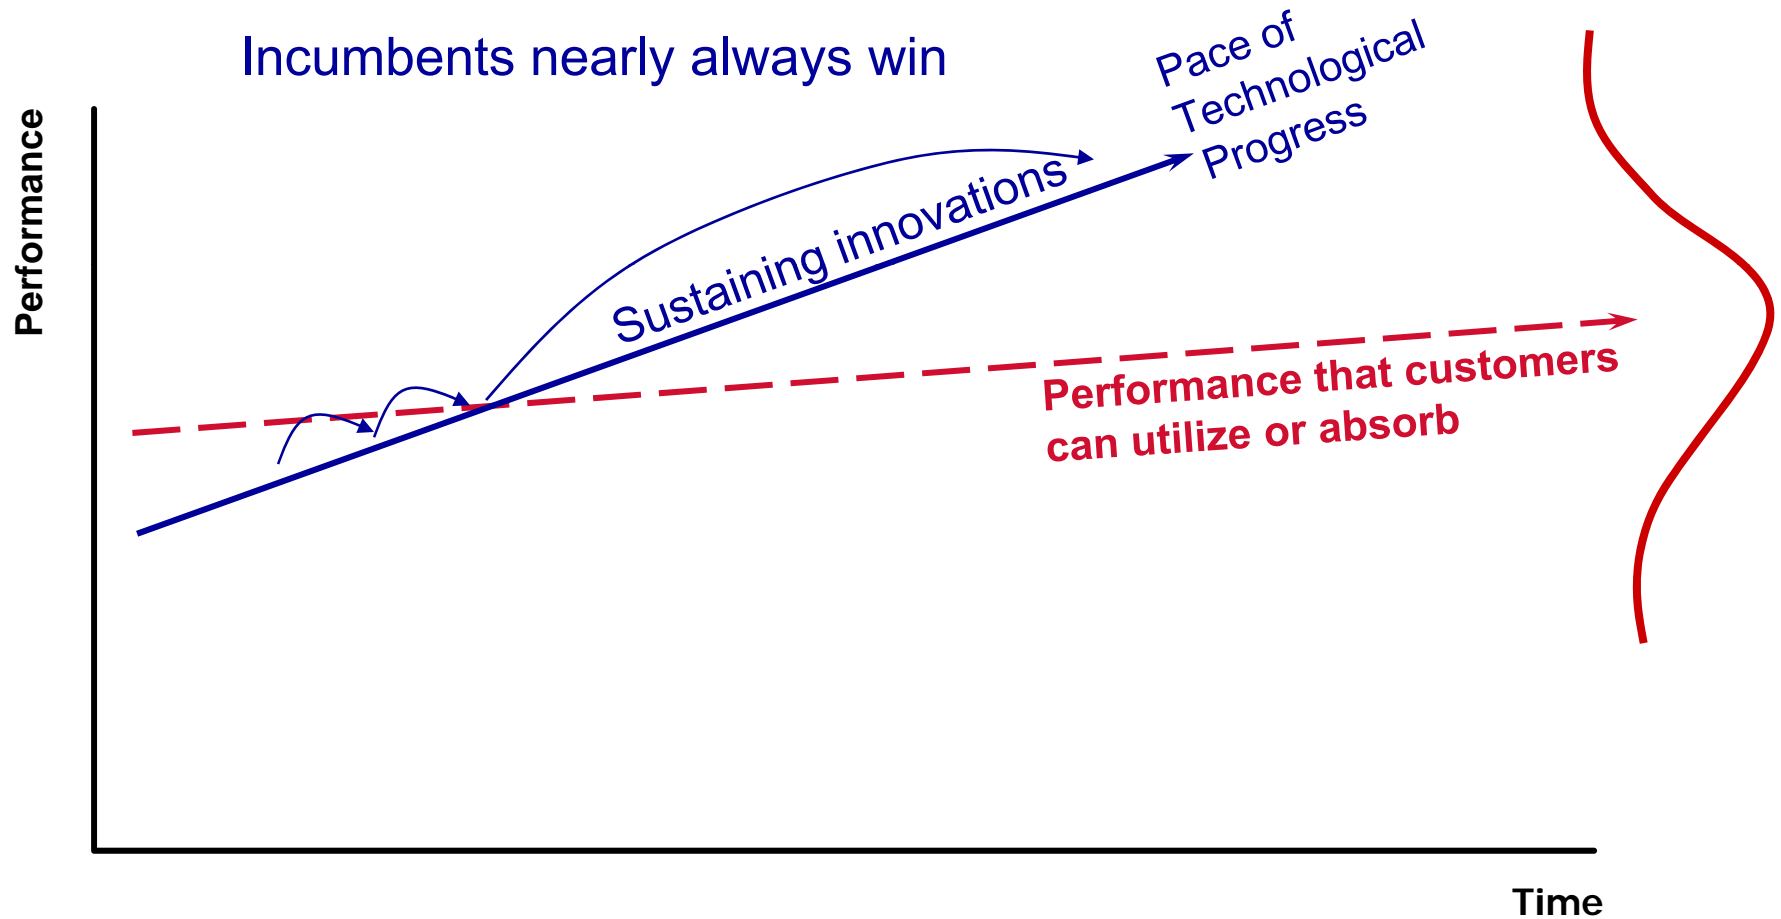 Incumbents nearly always win
Pace of
Technological
Progress
Performance
Sustaining innovations
Performance that customers
can utilize or absorb
Time